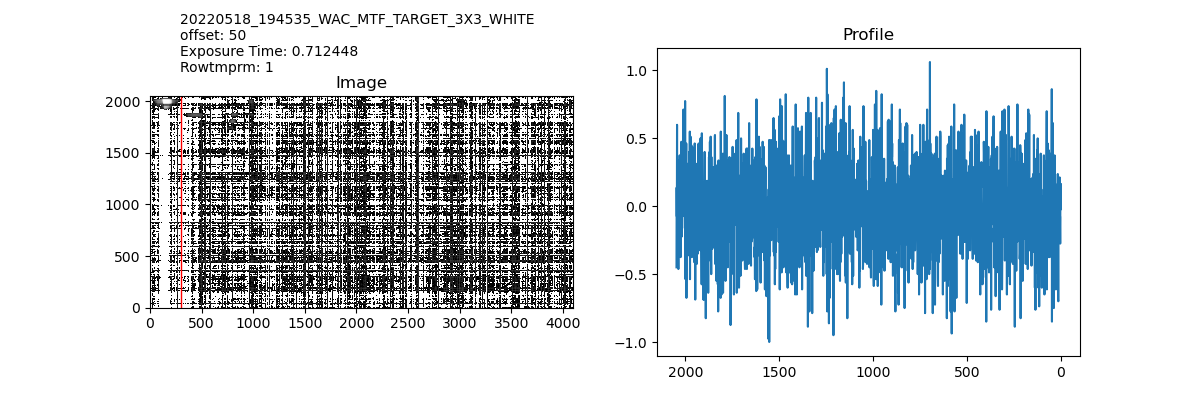 20220518_194535_WAC_MTF_TARGET_3X3_WHITE
offset: 50
Exposure Time: 0.712448
Rowtmprm: 1
Image
2000
1500
1000
500
0
0 500 1000 1500 2000 2500 3000 3500 4000
Profile
1.0
0.5
0.0
−0.5
−1.0
2000 1500 1000 500 0